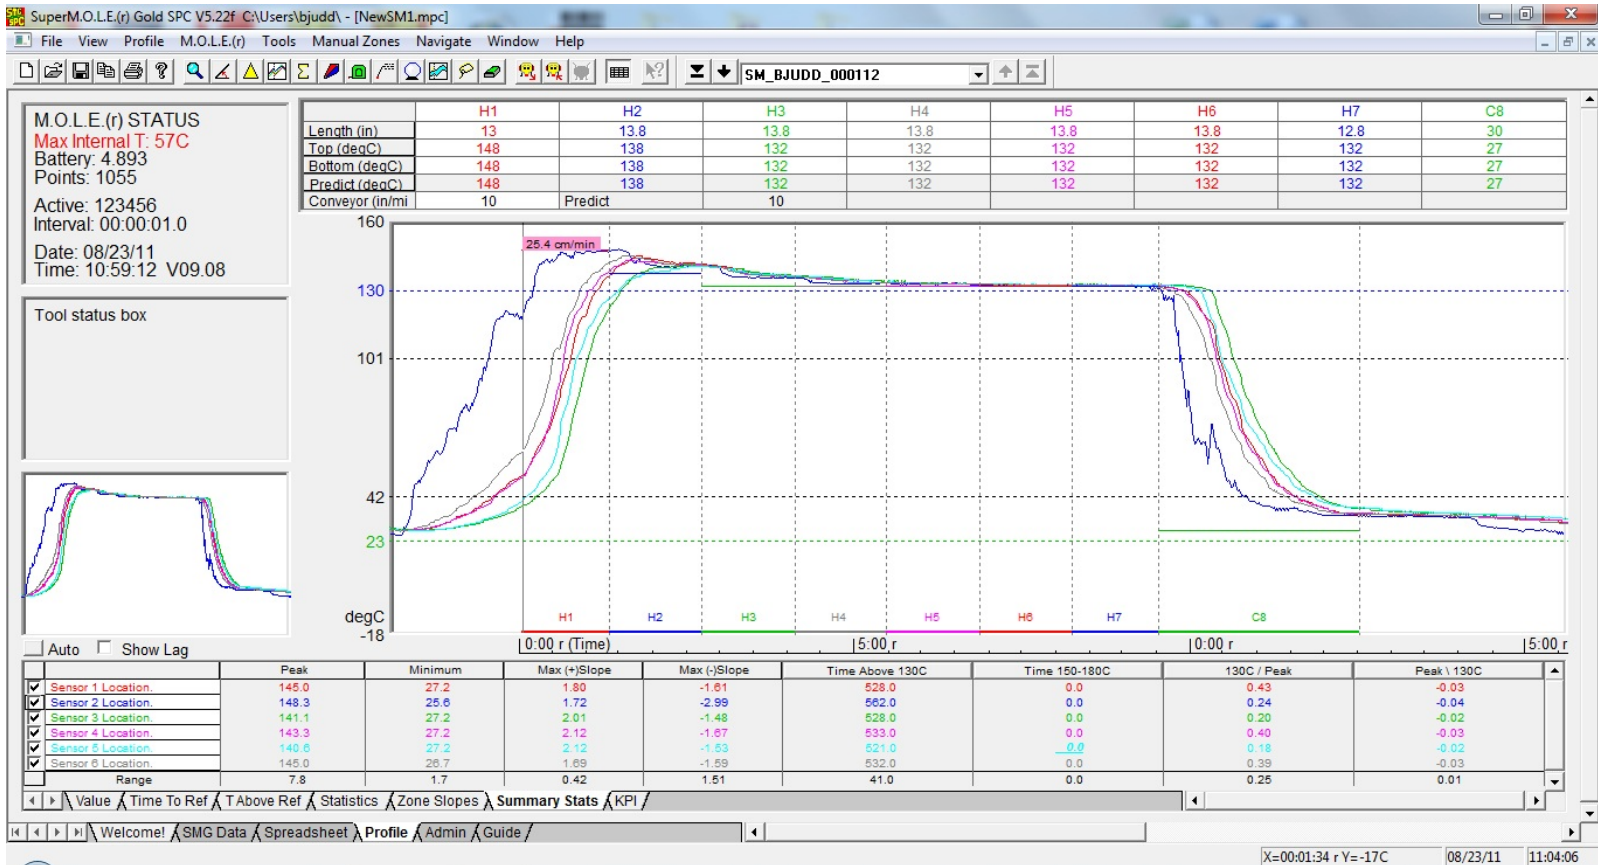 SuperM.O.L.E.(r) Gold SPC V5.22f C:\Users\bjudd\ - [NewSM1.mpc]
File View Profile M.O.L.E.(r) Tools Manual Zones Navigate Window Help
SM_BJUDD_000112
M.O.L.E.(r) STATUS
Max Internal T: 57C
Battery: 4.893
Points: 1055
Active: 123456
Interval: 00:00:01.0
Date: 08/23/11
Time: 10:59:12 V09.08
Tool status box
H1 H2 H3 H4 H5 H6 H7 C8
Length (in) 13 13.8 13.8 13.8 13.8 13.8 12.8 30
Top (degC) 148 138 132 132 132 132 132 27
Bottom (degC) 148 138 132 132 132 132 132 27
Predict (degC) 148 138 132 132 132 132 132 27
Conveyor (in/mi 10 Predict 10
160
25.4 cm/min
130
101
42
23
degC H1 H2 H3 H4 H5 H6 H7 C8
-18
0:00 r (Time) 5:00 r 0:00 r 5:00 r
Auto Show Lag
Peak Minimum Max (+)Slope Max (-)Slope Time Above 130C Time 150-180C 130C / Peak Peak \ 130C
Sensor 1 Location. 145.0 27.2 1.80 -1.61 528.0 0.0 0.43 -0.03
Sensor 2 Location. 148.3 25.6 1.72 -2.99 562.0 0.0 0.24 -0.04
Sensor 3 Location. 141.1 27.2 2.01 -1.48 528.0 0.0 0.20 -0.02
Sensor 4 Location. 143.3 27.2 2.12 -1.67 533.0 0.0 0.40 -0.03
Sensor 5 Location. 140.6 27.2 2.12 -1.53 521.0 0.0 0.18 -0.02
Sensor 6 Location. 145.0 26.7 1.69 -1.59 532.0 0.0 0.39 -0.03
Range 7.8 1.7 0.42 1.51 41.0 0.0 0.25 0.01
Value Time To Ref T Above Ref Statistics Zone Slopes Summary Stats KPI
Welcome! SMG Data Spreadsheet Profile Admin Guide
X=00:01:34 r Y=-17C 08/23/11 11:04:06